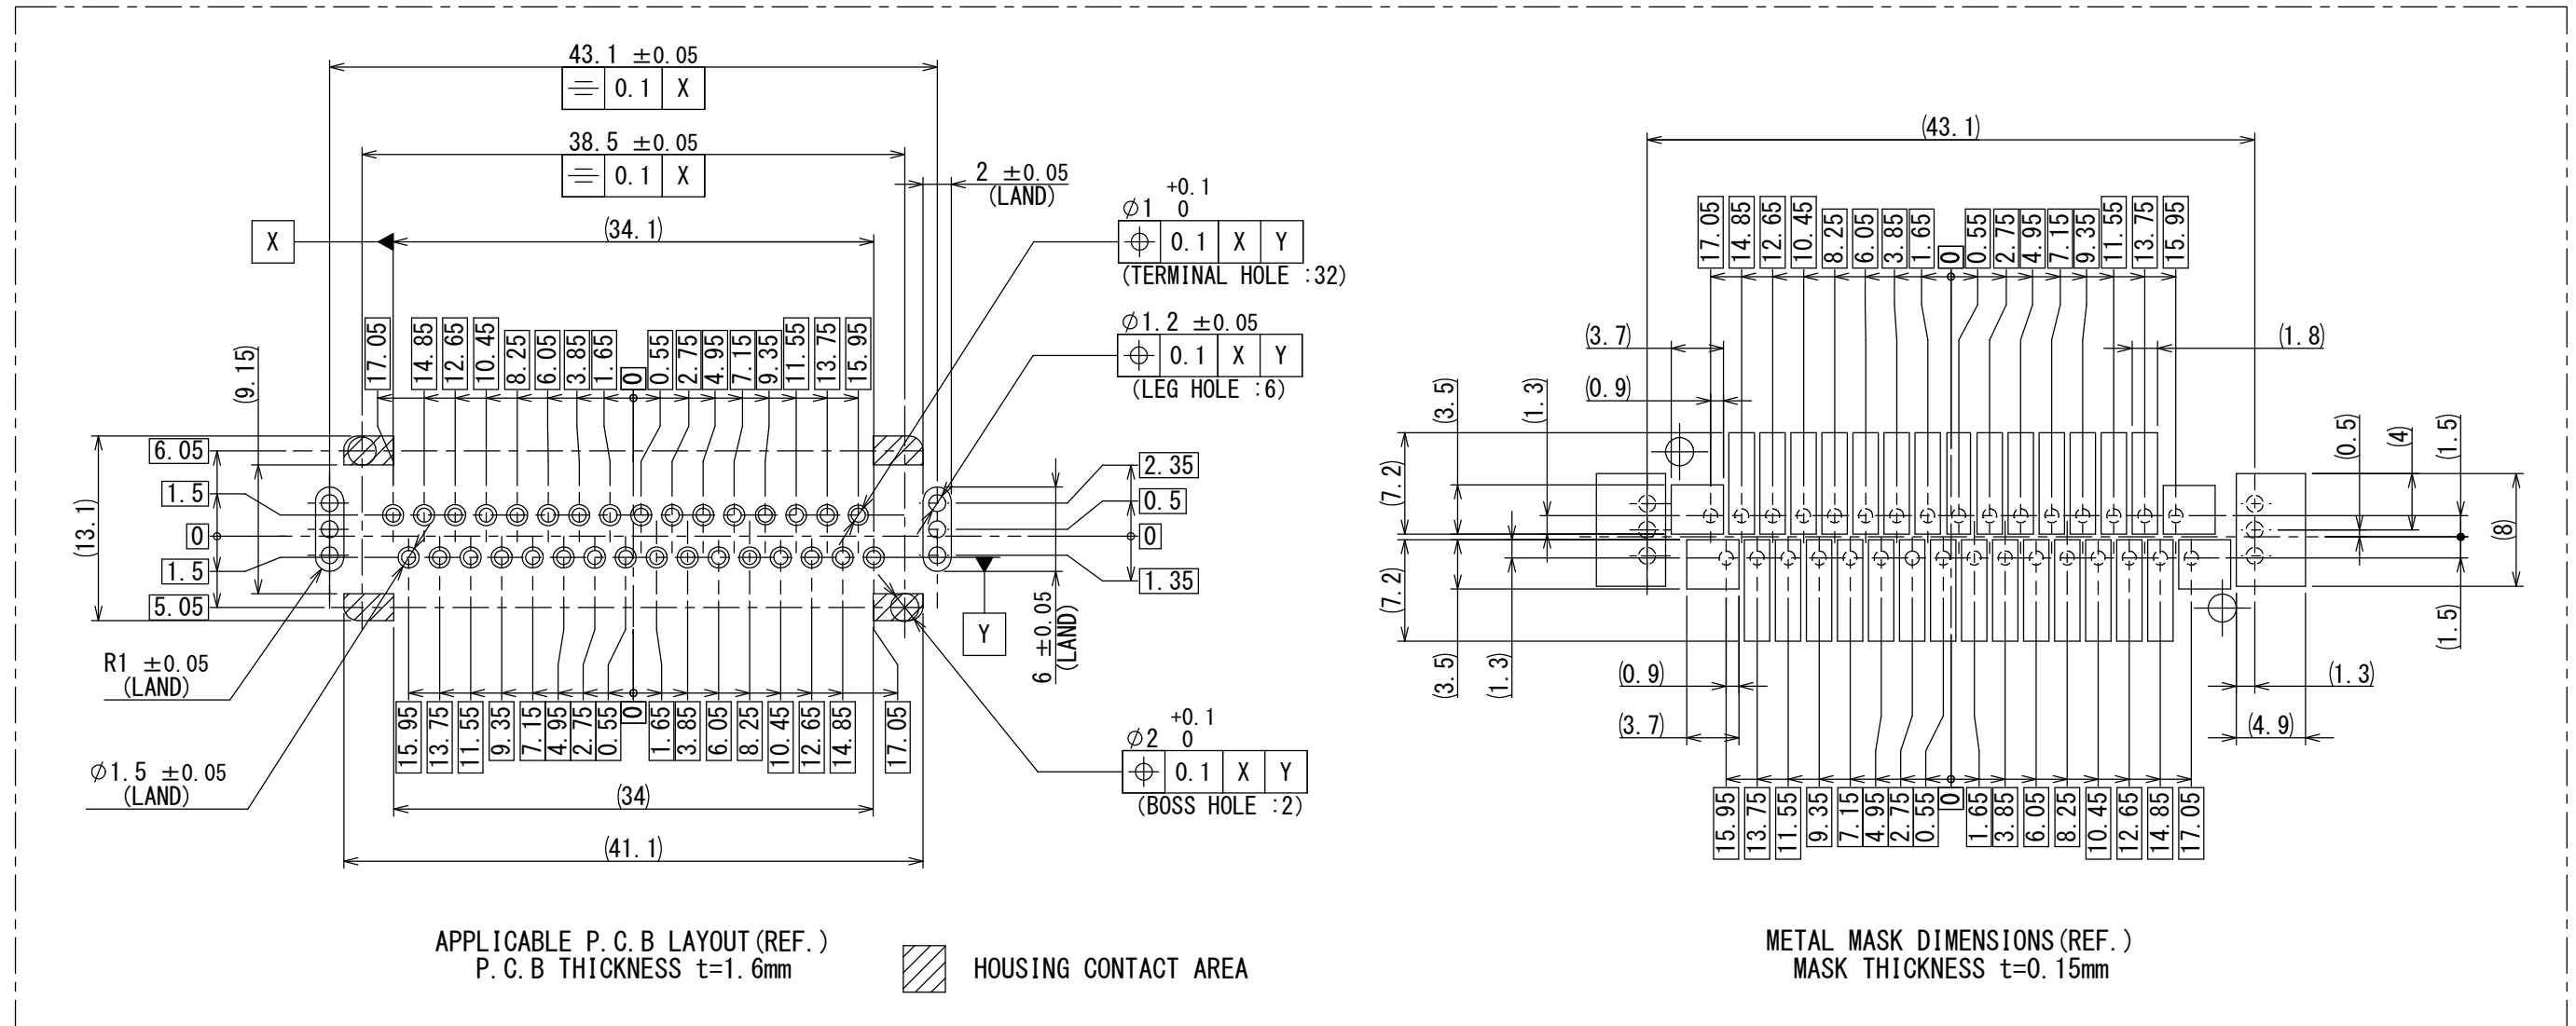 43.1 ±0.05
⌯ 0.1 X
38.5 ±0.05
⌯ 0.1 X
2 ±0.05
(LAND)
X
(34.1)
⌀1 +0.1 0
⌖ 0.1 X Y
(TERMINAL HOLE :32)
⌀1.2 ±0.05
⌖ 0.1 X Y
(LEG HOLE :6)
17.05 14.85 12.65 10.45 8.25 6.05 3.85 1.65 0 0.55 2.75 4.95 7.15 9.35 11.55 13.75 15.95
(9.15)
(13.1)
6.05
1.5
0
1.5
5.05
2.35
0.5
0
1.35
6 ±0.05
(LAND)
Y
R1 ±0.05
(LAND)
⌀1.5 ±0.05
(LAND)
15.95 13.75 11.55 9.35 7.15 4.95 2.75 0.55 0 1.65 3.85 6.05 8.25 10.45 12.65 14.85 17.05
⌀2 +0.1 0
⌖ 0.1 X Y
(BOSS HOLE :2)
(34)
(41.1)
APPLICABLE P.C.B LAYOUT(REF.)
P.C.B THICKNESS t=1.6mm
HOUSING CONTACT AREA
(43.1)
17.05 14.85 12.65 10.45 8.25 6.05 3.85 1.65 0 0.55 2.75 4.95 7.15 9.35 11.55 13.75 15.95
(3.7)
(1.8)
(0.9)
(3.5)
(1.3)
(7.2)
(0.5)
(4)
(1.5)
(8)
(7.2)
(3.5)
(1.3)
(1.5)
(0.9)
(1.3)
(3.7)
(4.9)
15.95 13.75 11.55 9.35 7.15 4.95 2.75 0.55 0 1.65 3.85 6.05 8.25 10.45 12.65 14.85 17.05
METAL MASK DIMENSIONS(REF.)
MASK THICKNESS t=0.15mm